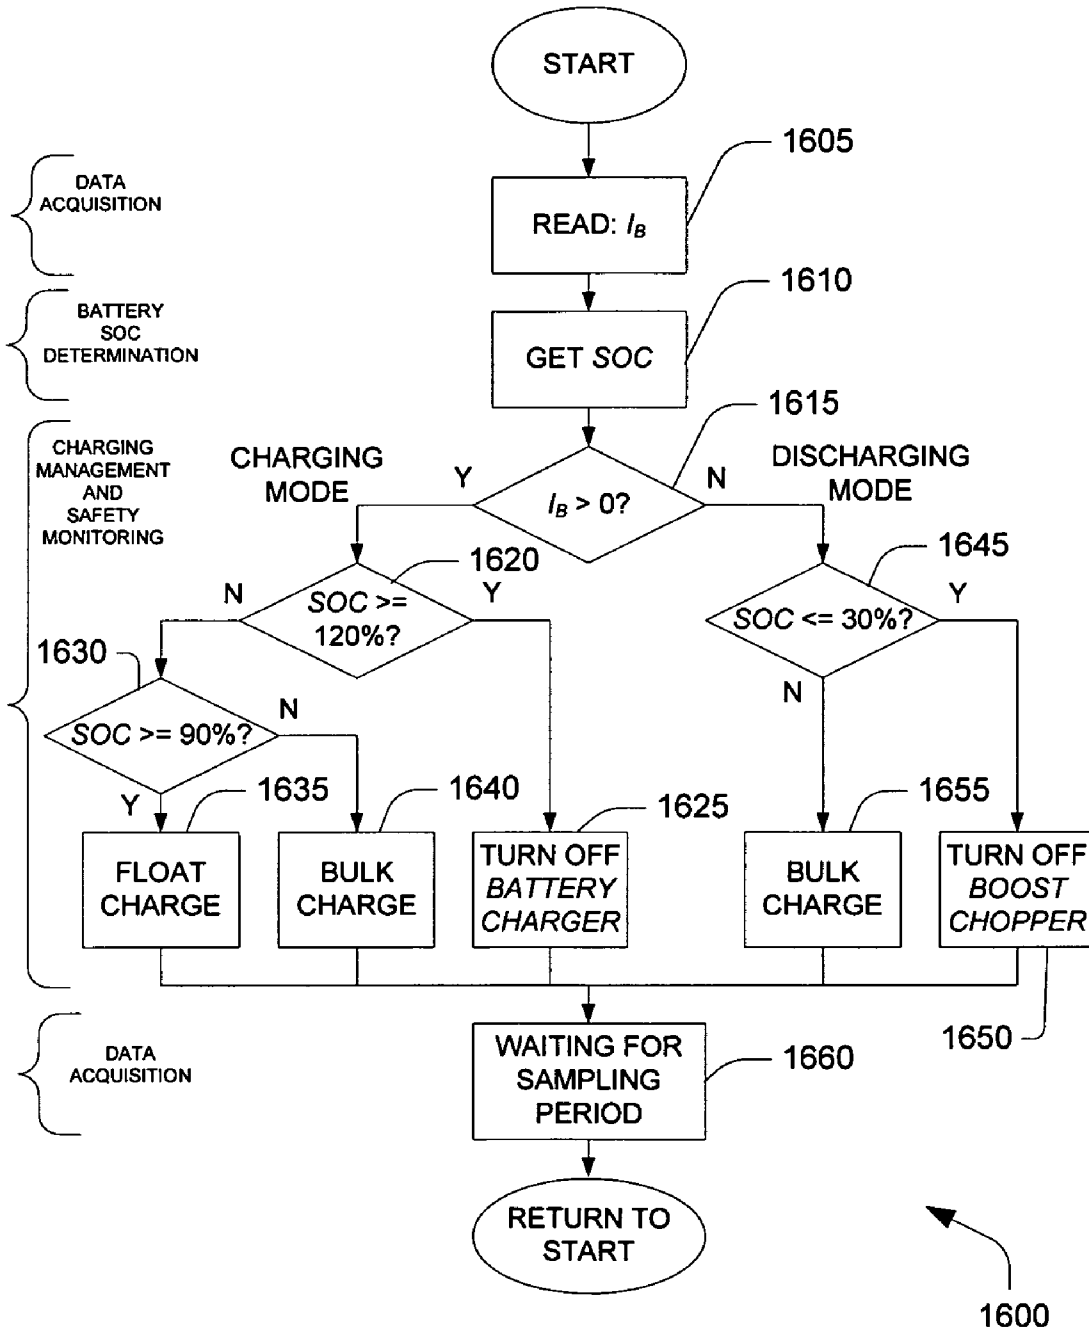 START
1605
DATA
ACQUISITION
READ: I_B
1610
BATTERY
SOC
DETERMINATION
GET SOC
1615
CHARGING
MANAGEMENT
AND
SAFETY
MONITORING
CHARGING
MODE
Y
I_B > 0?
N
DISCHARGING
MODE
1620
N
SOC >=
120%?
Y
1645
SOC <= 30%?
Y
N
1630
SOC >= 90%?
N
Y
1635
1640
1625
1655
FLOAT
CHARGE
BULK
CHARGE
TURN OFF
BATTERY
CHARGER
BULK
CHARGE
TURN OFF
BOOST
CHOPPER
1650
DATA
ACQUISITION
WAITING FOR
SAMPLING
PERIOD
1660
RETURN TO
START
1600